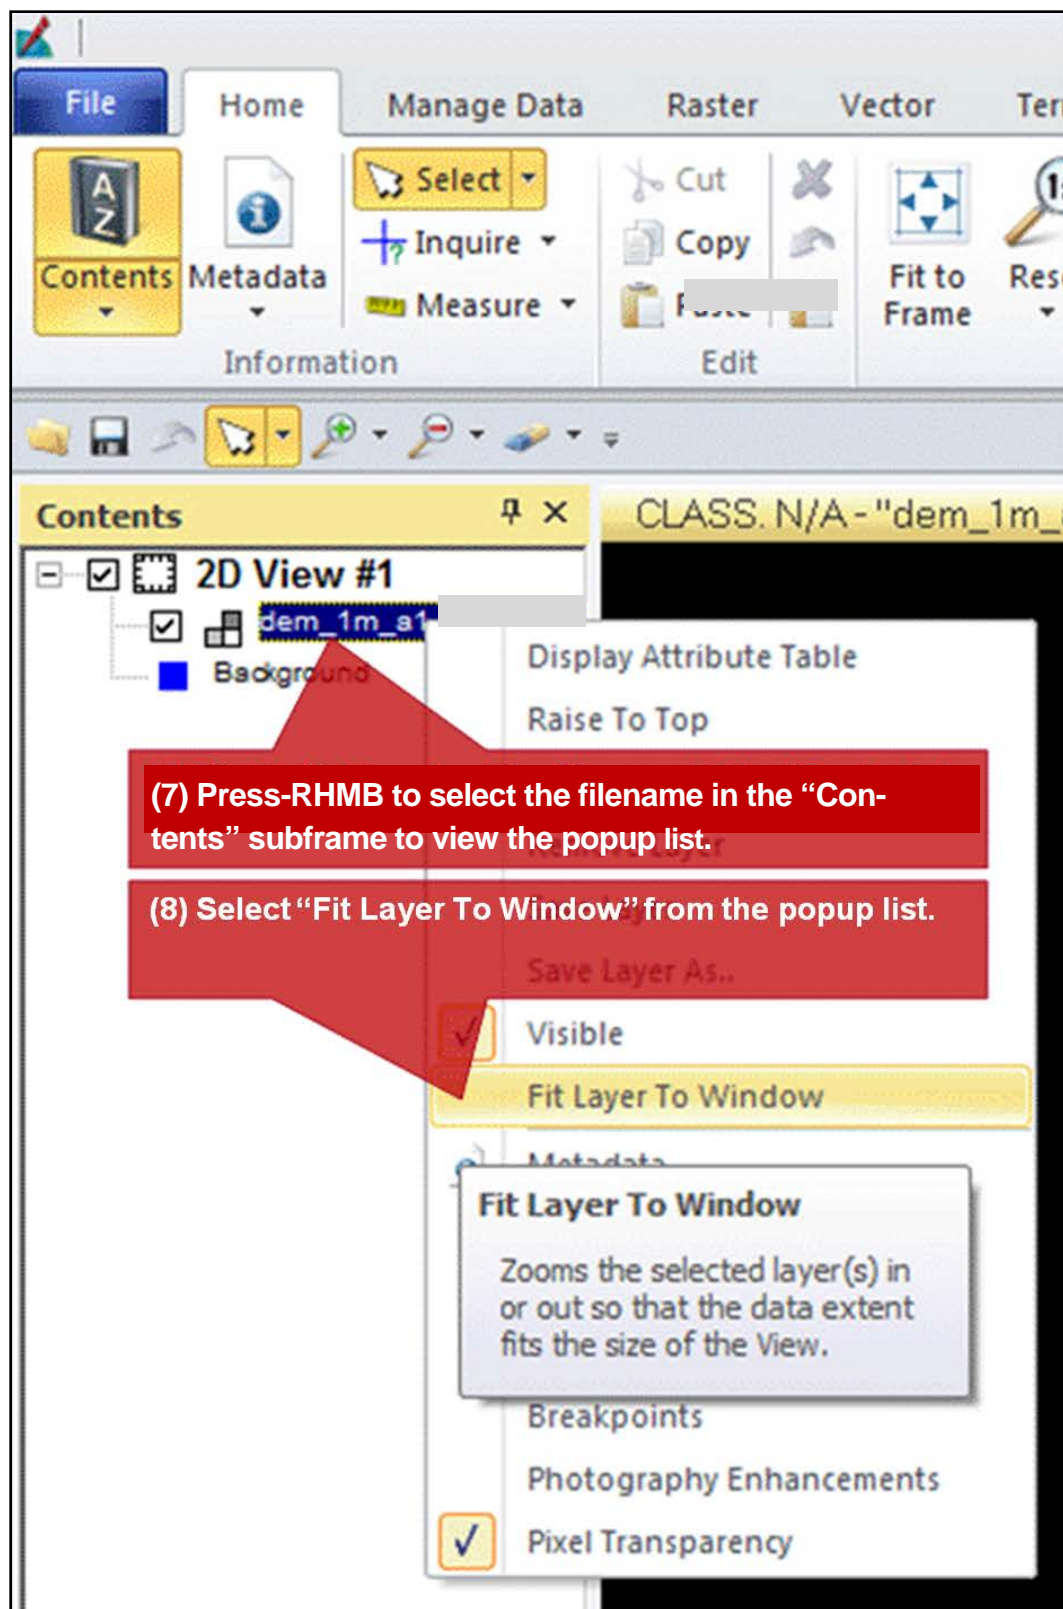 File Home Manage Data Raster Vector
Select Cut
Inquire Copy
Contents Metadata Fit to
Measure Paste Frame
Information Edit
Contents CLASS. N/A - "dem_1m_
2D View #1
dem_1m_a1
Background
Display Attribute Table
Raise To Top
(7) Press-RHMB to select the filename in the “Con-
tents” subframe to view the popup list.
(8) Select “Fit Layer To Window” from the popup list.
Save Layer As..
Visible
Fit Layer To Window
Metadata
Fit Layer To Window
Zooms the selected layer(s) in
or out so that the data extent
fits the size of the View.
Breakpoints
Photography Enhancements
Pixel Transparency